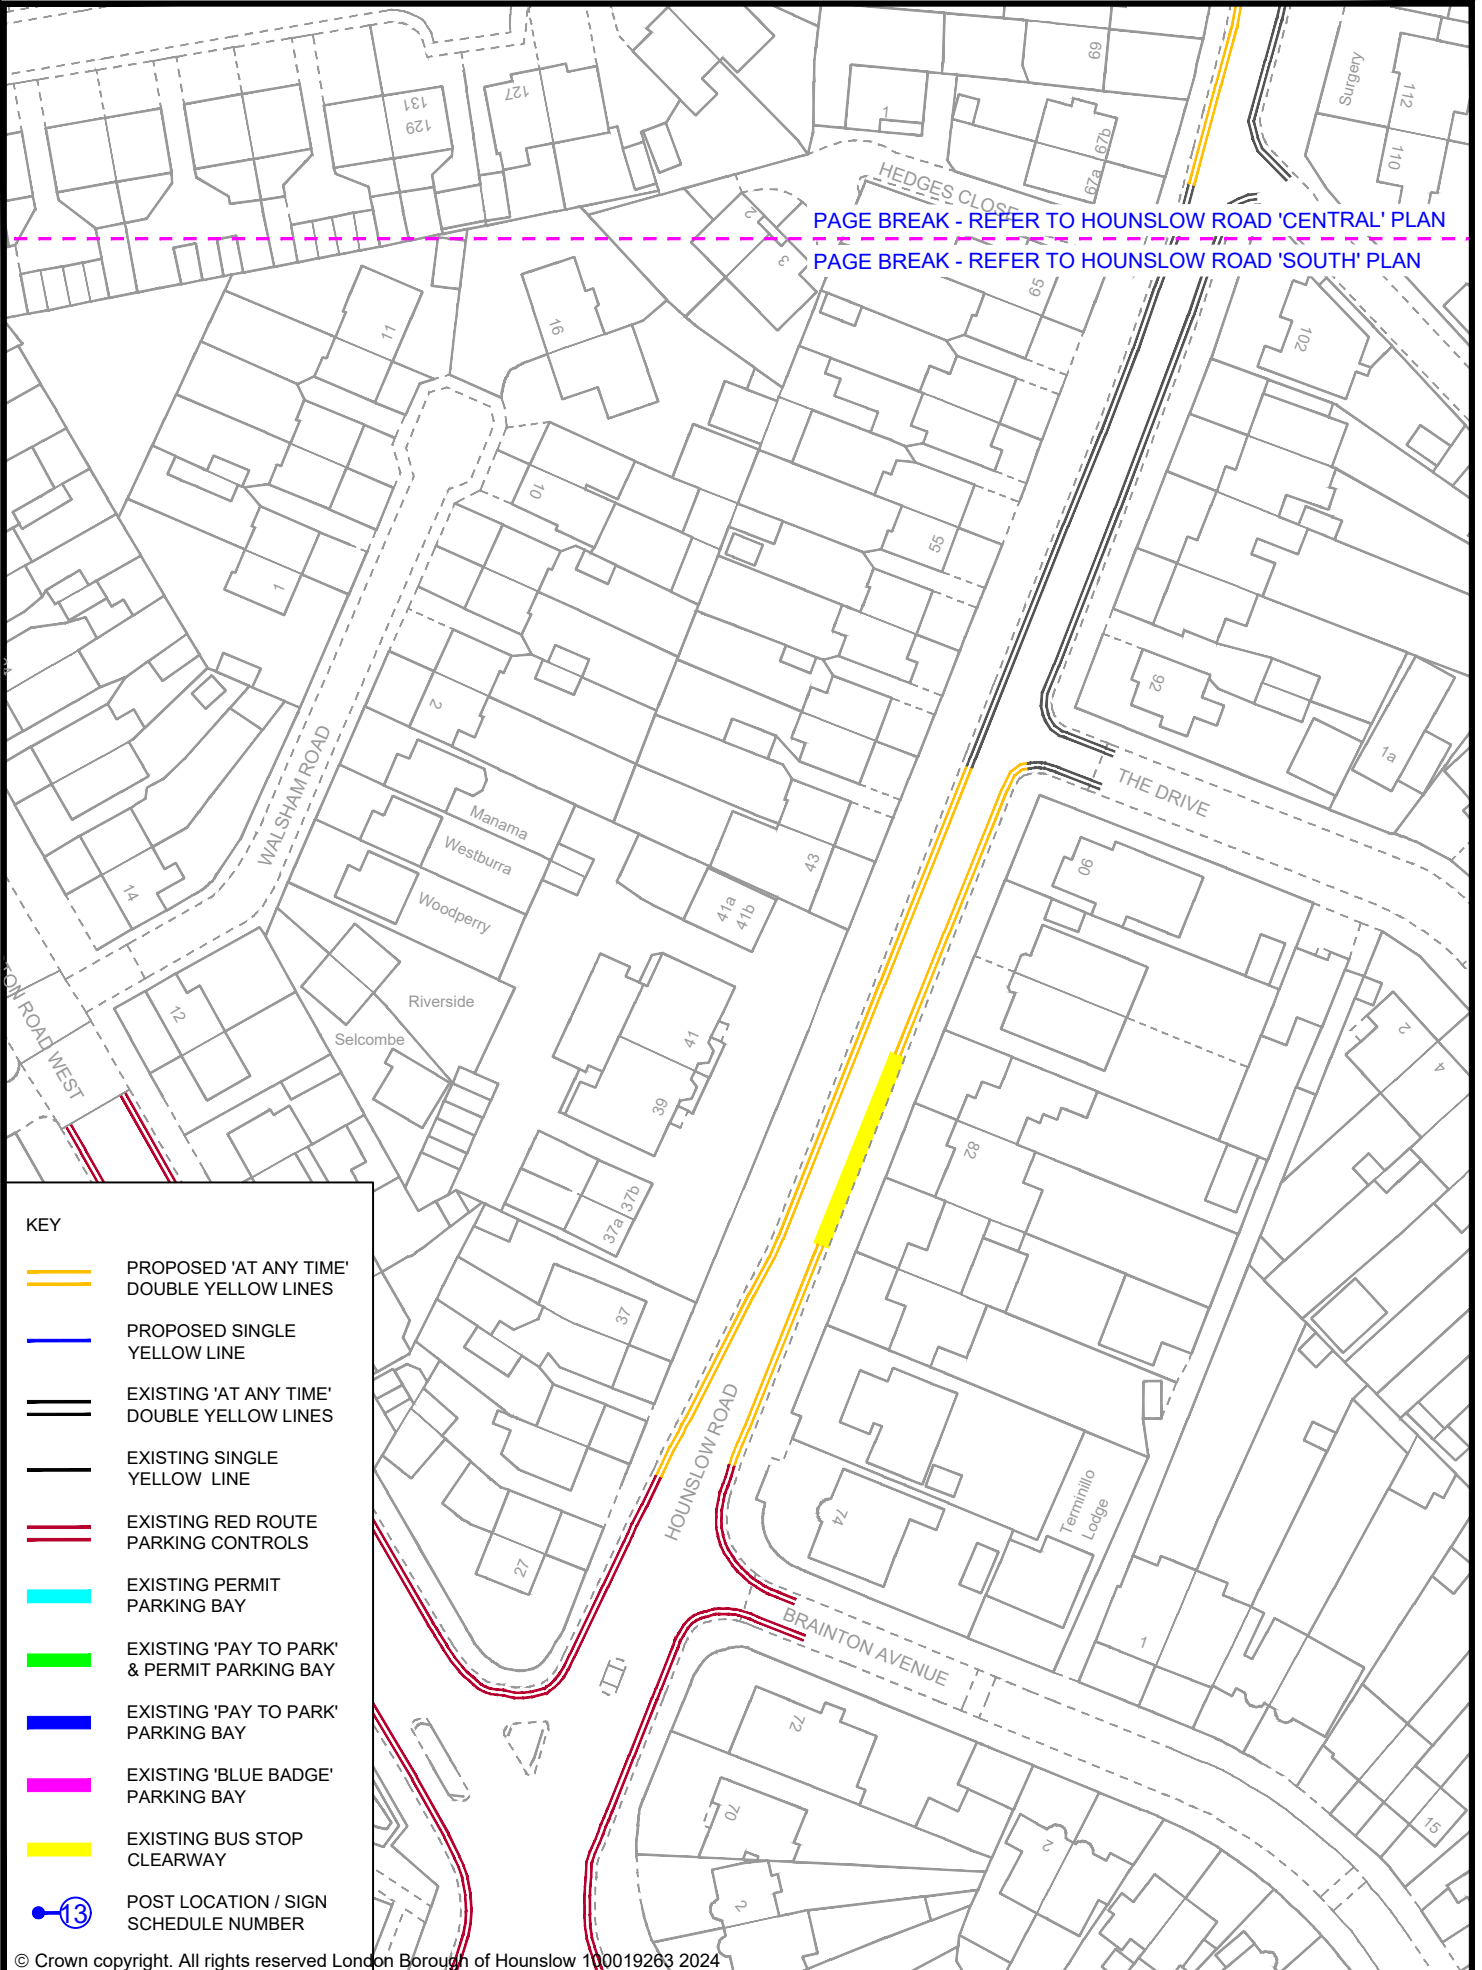 69
Surgery
112
110
131
129
127
1
67b
67a
HEDGES CLOSE
PAGE BREAK - REFER TO HOUNSLOW ROAD 'CENTRAL' PLAN
PAGE BREAK - REFER TO HOUNSLOW ROAD 'SOUTH' PLAN
2
3
65
11
16
102
10
55
1
2
92
1a
WALSHAM ROAD
THE DRIVE
Manama
Westburra
Woodperry
43
90
41a
41b
14
12
Riverside
Selcombe
TON ROAD WEST
41
39
2
4
82
37b
37a
37
HOUNSLOW ROAD
74
Terminillo
Lodge
27
BRAINTON AVENUE
1
72
70
2
2
15
KEY
PROPOSED 'AT ANY TIME'
DOUBLE YELLOW LINES
PROPOSED SINGLE
YELLOW LINE
EXISTING 'AT ANY TIME'
DOUBLE YELLOW LINES
EXISTING SINGLE
YELLOW LINE
EXISTING RED ROUTE
PARKING CONTROLS
EXISTING PERMIT
PARKING BAY
EXISTING 'PAY TO PARK'
& PERMIT PARKING BAY
EXISTING 'PAY TO PARK'
PARKING BAY
EXISTING 'BLUE BADGE'
PARKING BAY
EXISTING BUS STOP
CLEARWAY
13
POST LOCATION / SIGN
SCHEDULE NUMBER
© Crown copyright. All rights reserved London Borough of Hounslow 100019263 2024